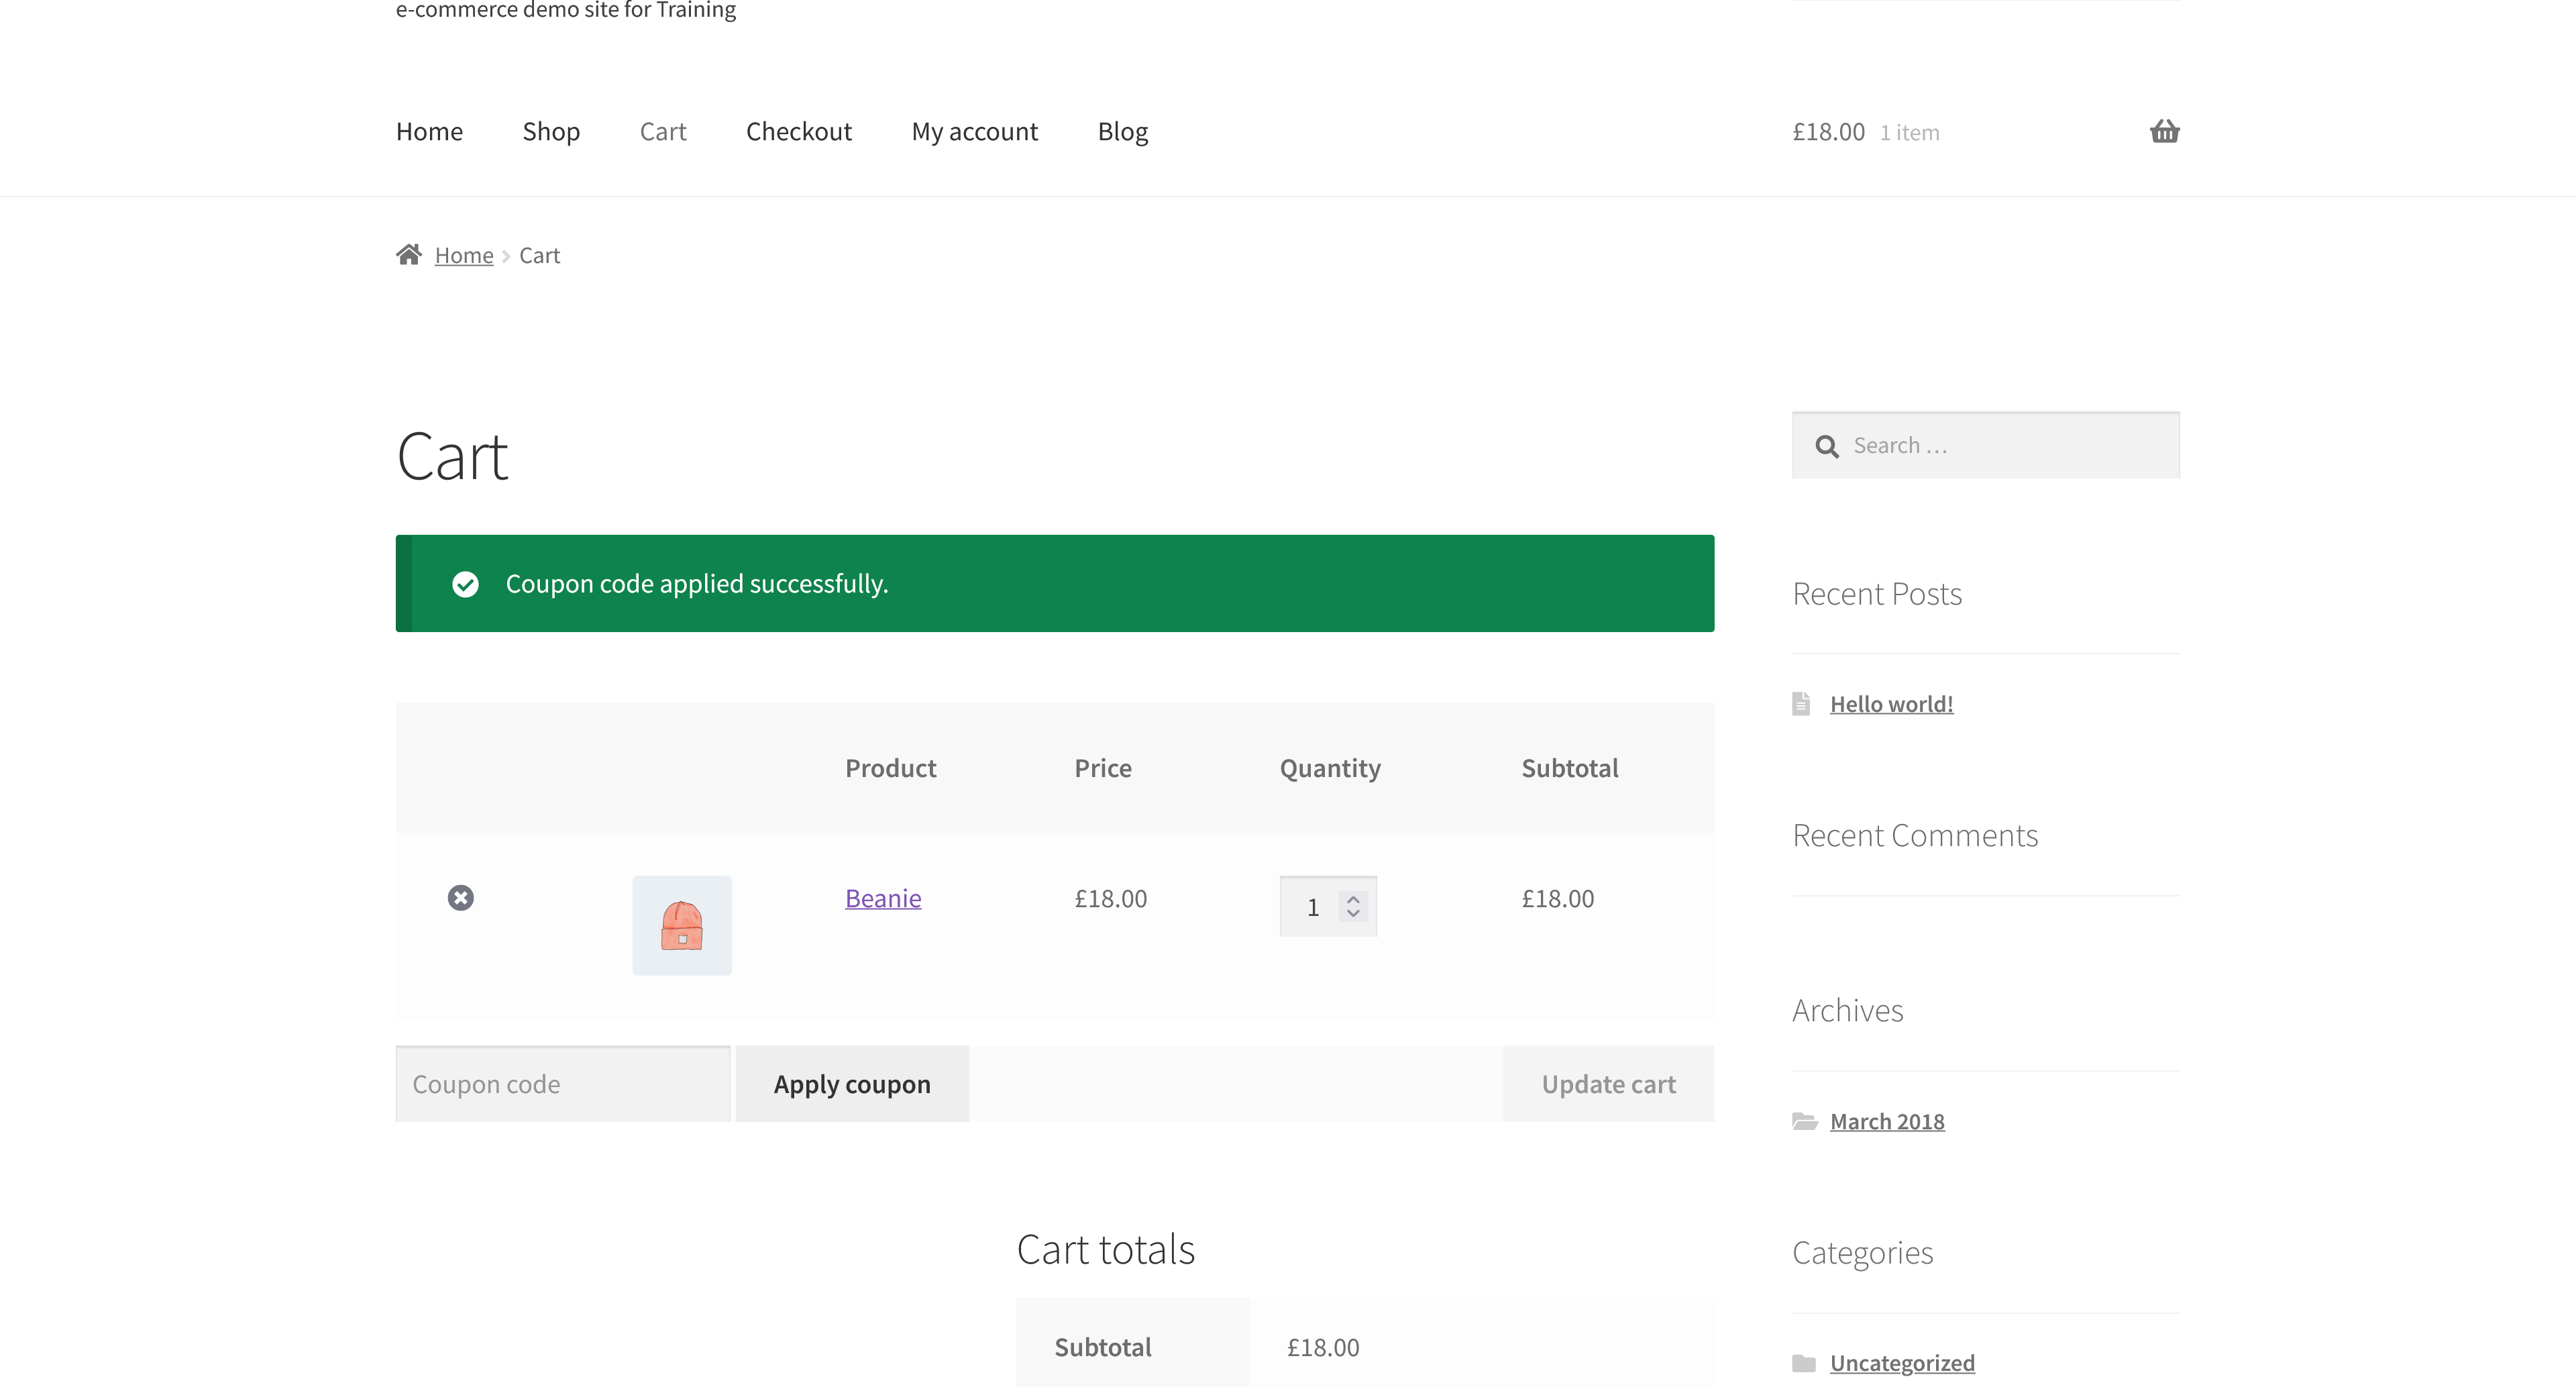 e-commerce demo site for Training
Home Shop Cart Checkout My account Blog £18.00 1 item
Home Cart
Cart
Search …
Coupon code applied successfully.
Recent Posts
Hello world!
Product Price Quantity Subtotal
Recent Comments
Beanie £18.00 1 £18.00
Archives
Coupon code Apply coupon Update cart
March 2018
Cart totals
Categories
Subtotal £18.00
Uncategorized